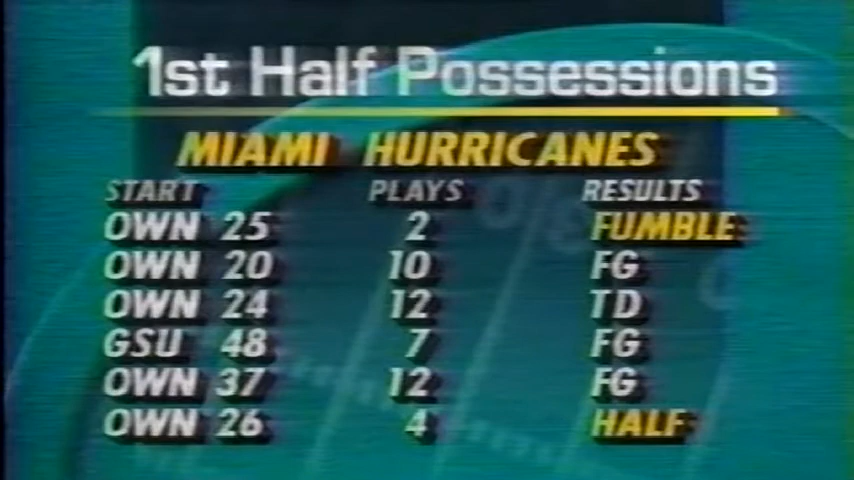 1st Half Possessions
MIAMI HURRICANES
START PLAYS RESULTS
OWN 25 2 FUMBLE
OWN 20 10 FG
OWN 24 12 TD
GSU 48 7 FG
OWN 37 12 FG
OWN 26 4 HALF